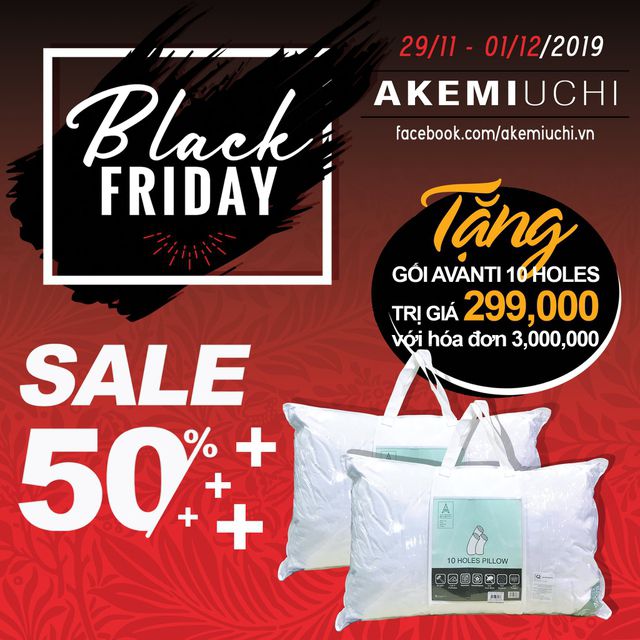 Black
FRIDAY
29/11 - 01/12/2019
AKEMIUCHI
facebook.com/akemiuchi.vn
Tặng
GỐI AVANTI 10 HOLES
TRỊ GIÁ 299,000
với hóa đơn 3,000,000
SALE
50%+++
10 HOLES PILLOW